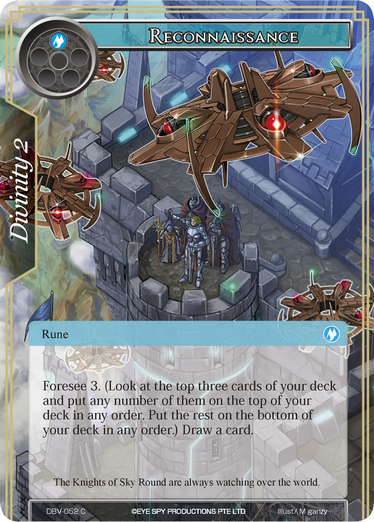 Reconnaissance
Divinity 2
Rune
Foresee 3. (Look at the top three cards of your deck
and put any number of them on the top of your
deck in any order. Put the rest on the bottom of
your deck in any order.) Draw a card.
The Knights of Sky Round are always watching over the world.
DBV-052 C
©EYE SPY PRODUCTIONS PTE LTD
Illust/ M ganzy